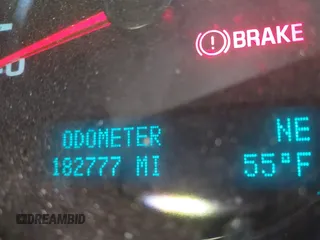 BRAKE
ODOMETER NE
182777 MI 55°F
DREAMBID